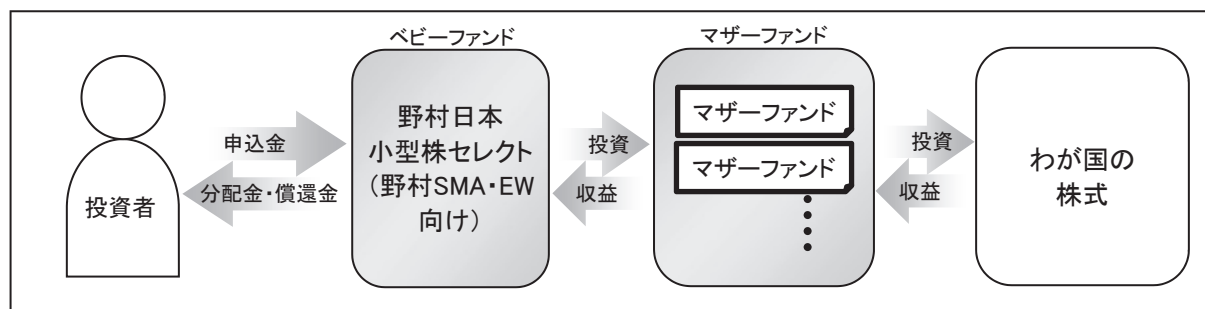 ベビーファンド
マザーファンド
投資者
申込金
分配金・償還金
野村日本
小型株セレクト
（野村SMA・EW
向け）
投資
収益
マザーファンド
マザーファンド
投資
収益
わが国の
株式